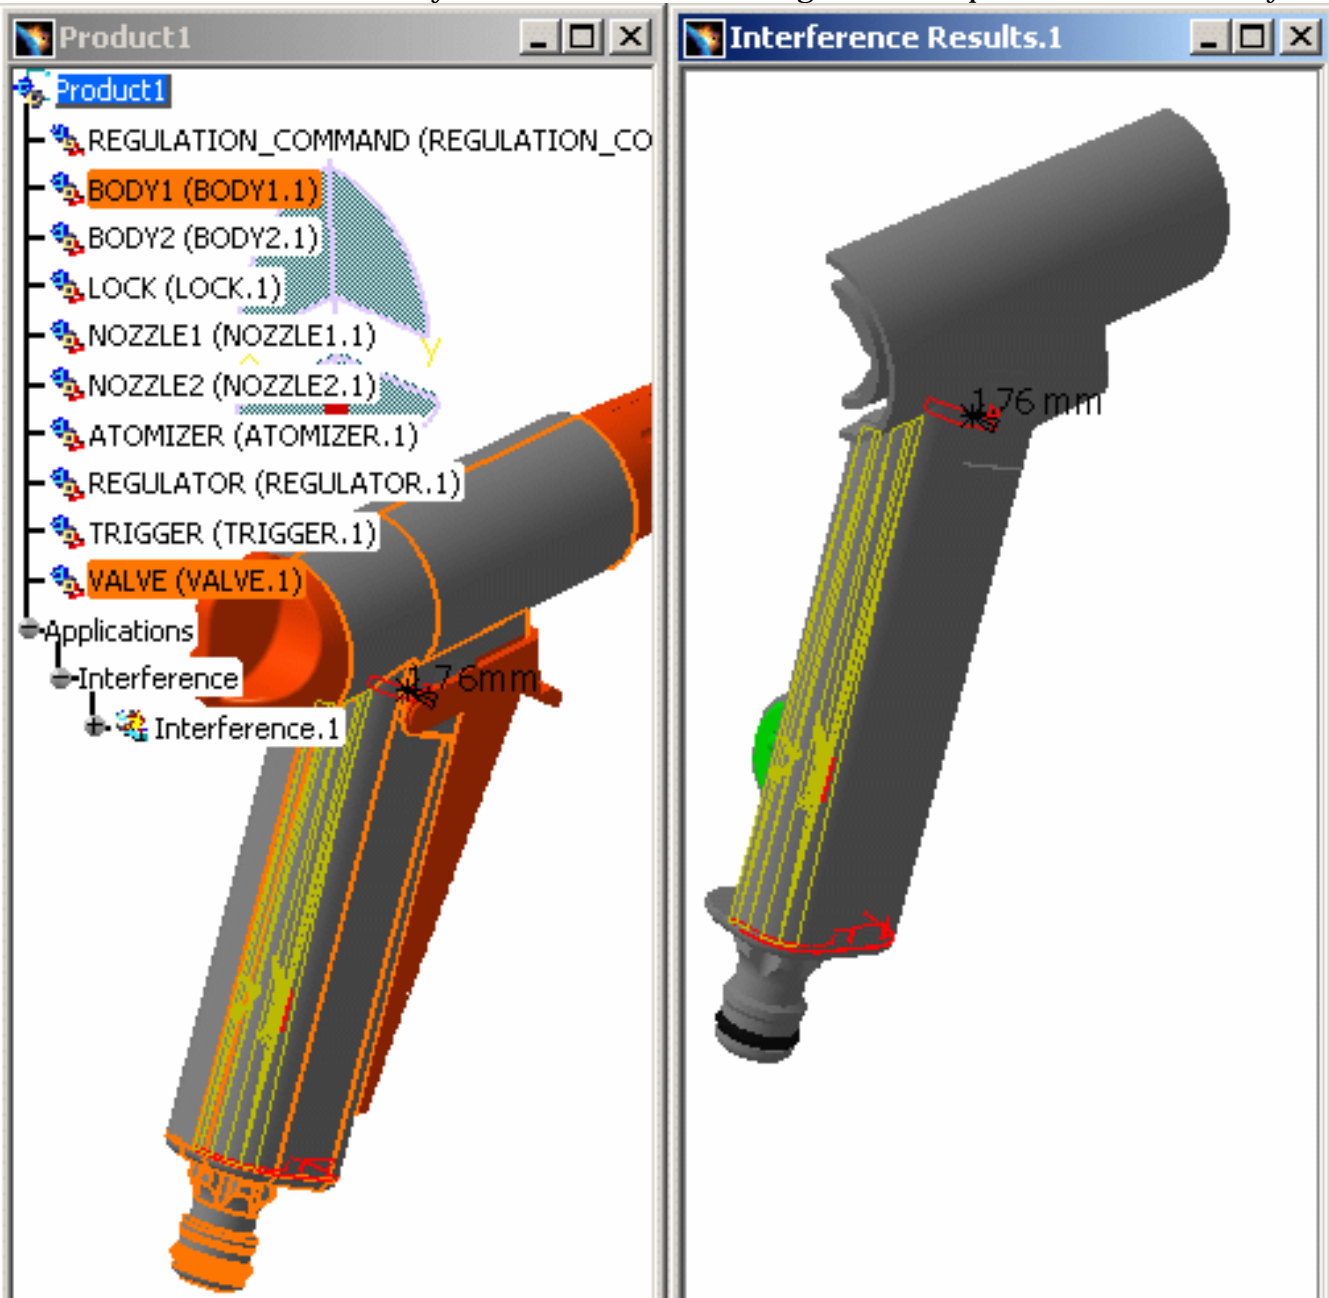 Product1
Product1
REGULATION_COMMAND (REGULATION_CO
BODY1 (BODY1.1)
BODY2 (BODY2.1)
LOCK (LOCK.1)
NOZZLE1 (NOZZLE1.1)
y
NOZZLE2 (NOZZLE2.1)
ATOMIZER (ATOMIZER.1)
REGULATOR (REGULATOR.1)
TRIGGER (TRIGGER.1)
VALVE (VALVE.1)
Applications
Interference
1.76mm
Interference.1
Interference Results.1
1.76 mm